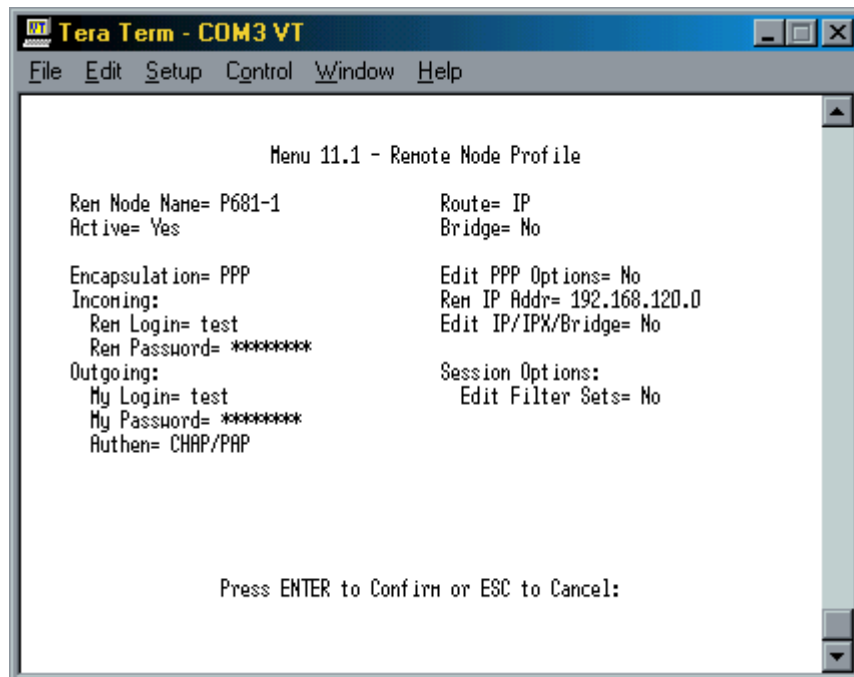 Tera Term - COM3 VT
File Edit Setup Control Window Help
Menu 11.1 - Remote Node Profile
Rem Node Name= P681-1 Route= IP
Active= Yes Bridge= No
Encapsulation= PPP Edit PPP Options= No
Incoming: Rem IP Addr= 192.168.120.0
Rem Login= test Edit IP/IPX/Bridge= No
Rem Password= ********
Outgoing: Session Options:
My Login= test Edit Filter Sets= No
My Password= ********
Authen= CHAP/PAP
Press ENTER to Confirm or ESC to Cancel: